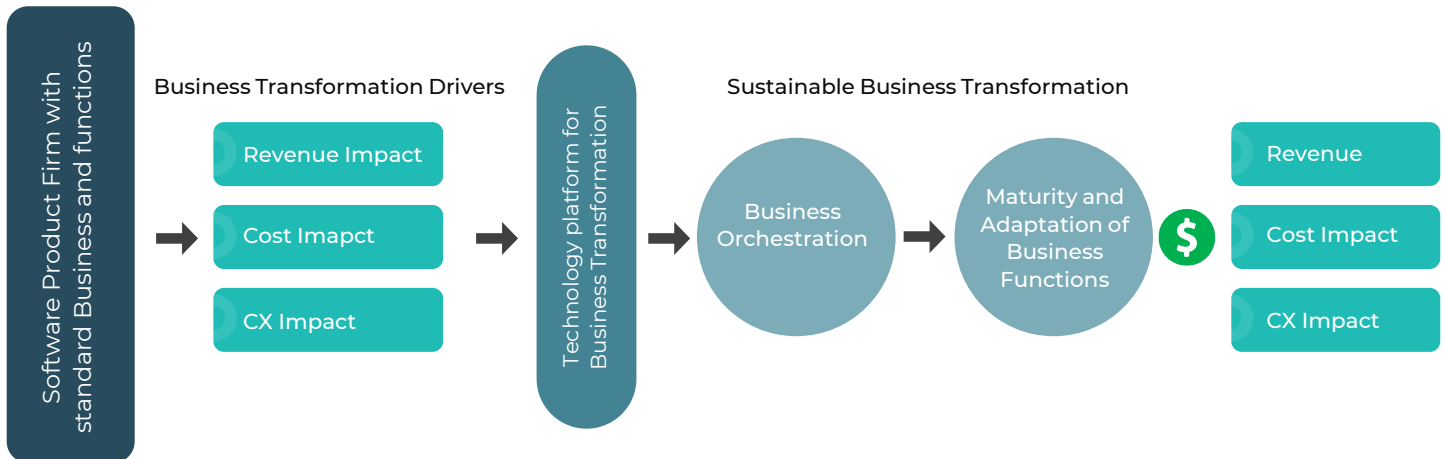 Software Product Firm with
standard Business and functions
Business Transformation Drivers
Revenue Impact
Cost Imapct
CX Impact
Technology platform for
Business Transformation
Sustainable Business Transformation
Business
Orchestration
Maturity and
Adaptation of
Business
Functions
$
Revenue
Cost Impact
CX Impact